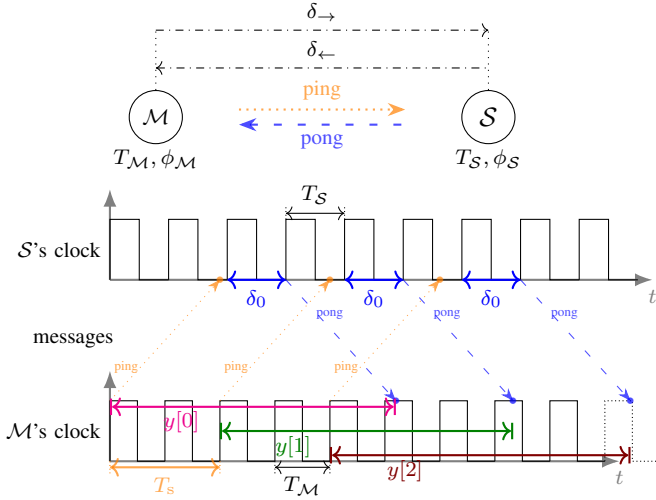 δ→
δ←
ℳ
ping
pong
𝒮
T_ℳ, ϕ_ℳ
T_𝒮, ϕ_𝒮
T_𝒮
𝒮's clock
δ₀ δ₀ δ₀
t
pong pong pong
messages
ping ping ping
ℳ's clock
y[0]
y[1]
y[2]
T_s
T_ℳ
t